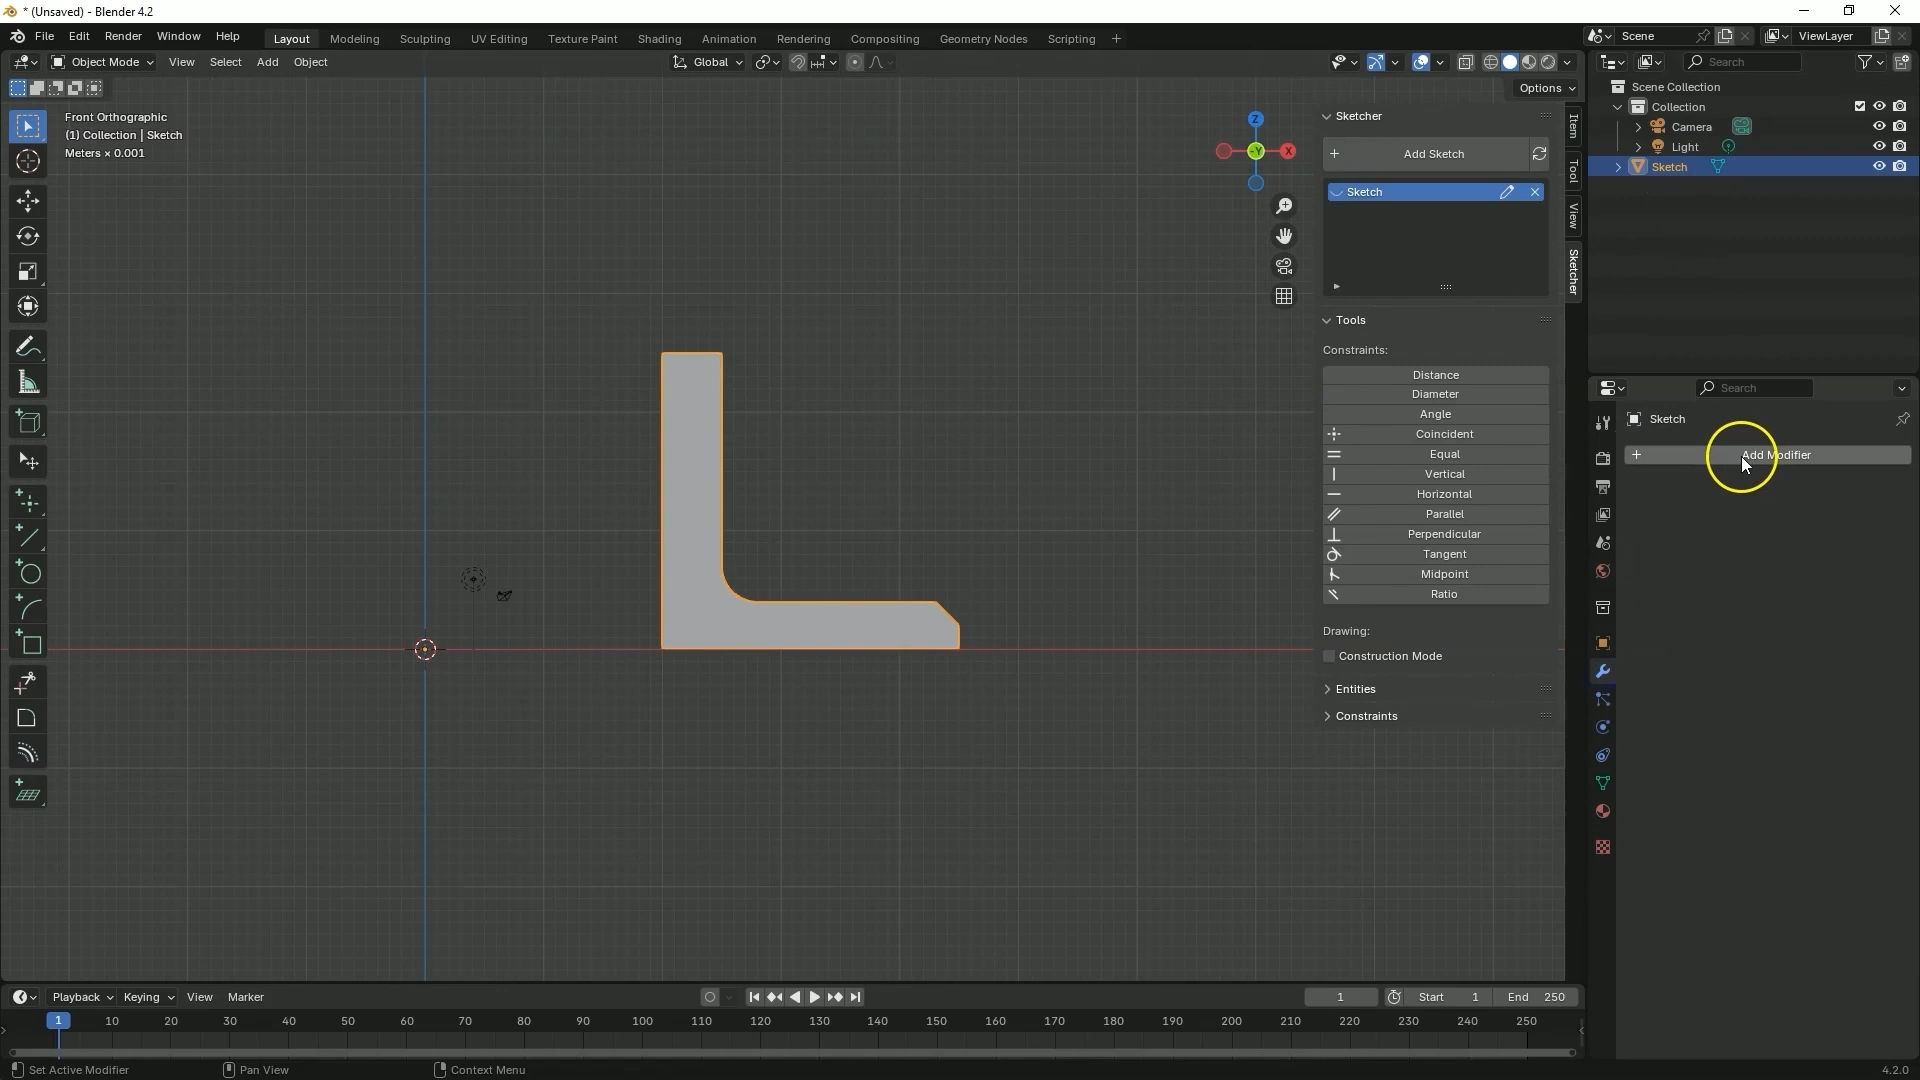 * (Unsaved) - Blender 4.2
File Edit Render Window Help
Layout Modeling Sculpting UV Editing Texture Paint Shading Animation Rendering Compositing Geometry Nodes Scripting +
Scene
ViewLayer
Object Mode View Select Add Object
Global
Options
Search
Front Orthographic
(1) Collection | Sketch
Meters × 0.001
Z
-Y
X
Item
Tool
View
Sketcher
Sketcher
Add Sketch
Sketch
Tools
Constraints:
Distance
Diameter
Angle
Coincident
Equal
Vertical
Horizontal
Parallel
Perpendicular
Tangent
Midpoint
Ratio
Drawing:
Construction Mode
Entities
Constraints
Scene Collection
Collection
Camera
Light
Sketch
Search
Sketch
+ Add Modifier
Playback Keying View Marker
1 Start 1 End 250
1 10 20 30 40 50 60 70 80 90 100 110 120 130 140 150 160 170 180 190 200 210 220 230 240 250
Set Active Modifier Pan View Context Menu
4.2.0